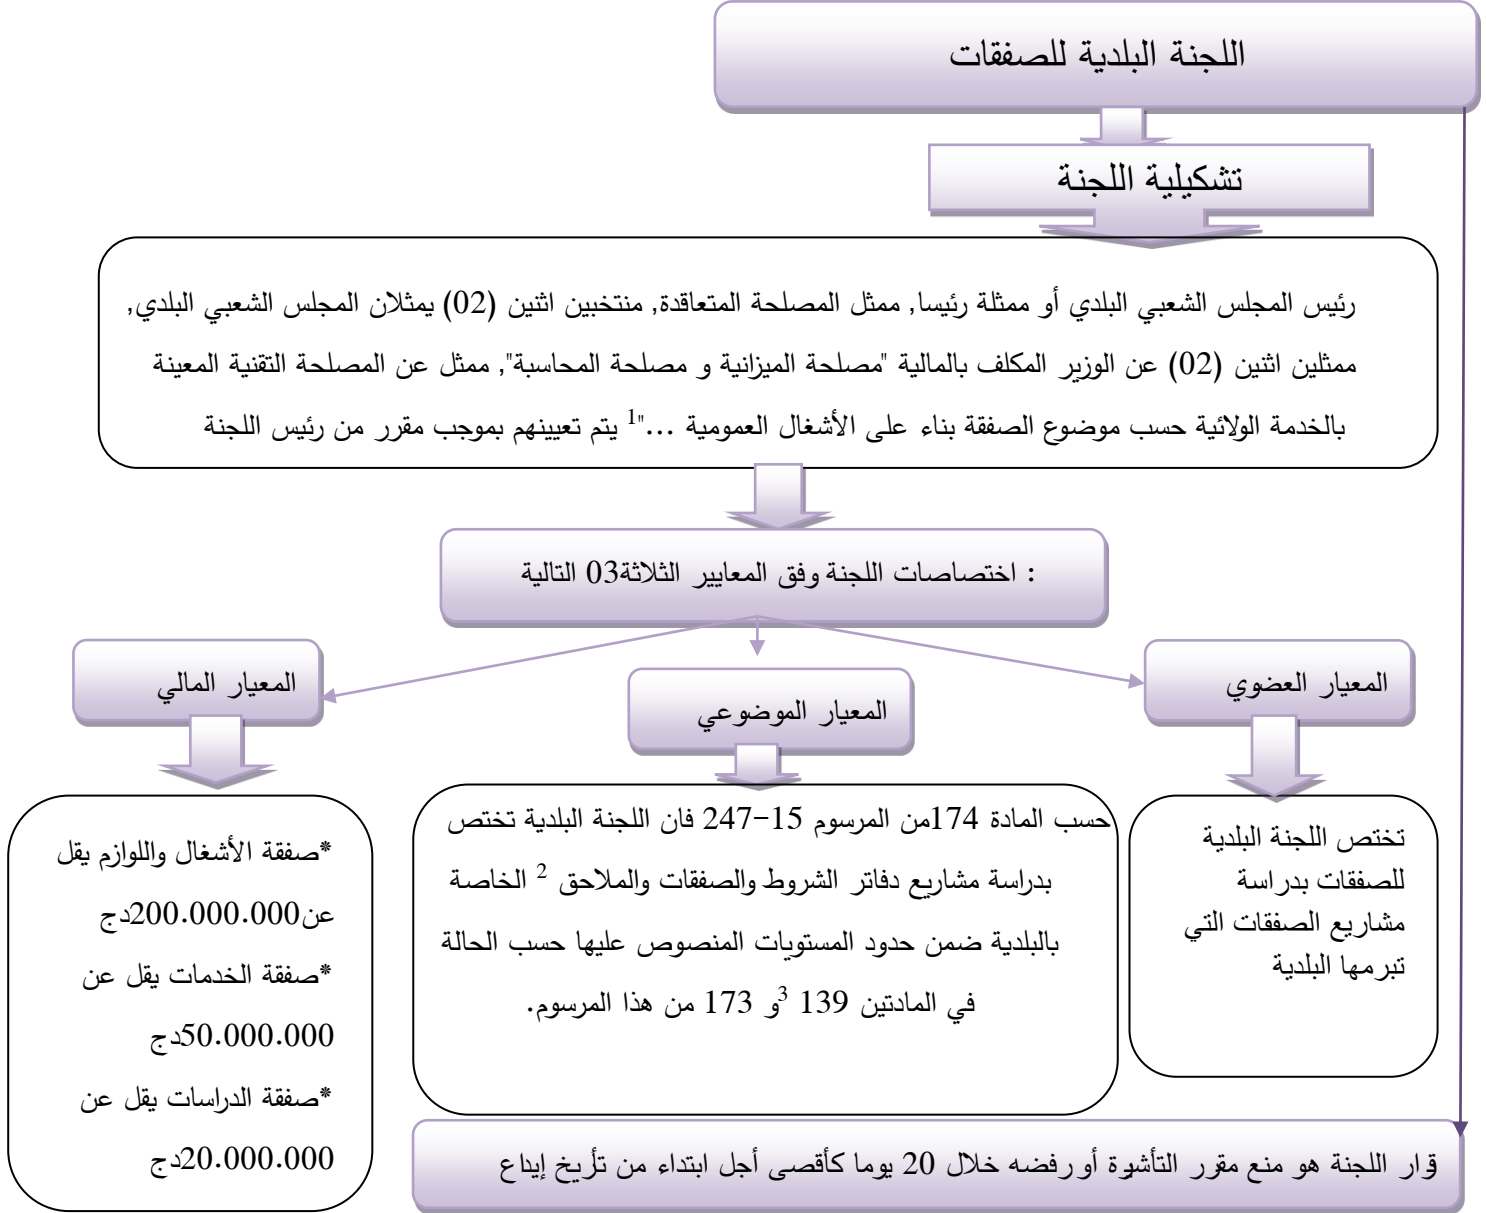 اللجنة البلدية للصفقات
تشكيلية اللجنة
رئيس المجلس الشعبي البلدي أو ممثلة رئيسا, ممثل المصلحة المتعاقدة, منتخبين اثنين (02) يمثلان المجلس الشعبي البلدي,
ممثلين اثنين (02) عن الوزير المكلف بالمالية "مصلحة الميزانية و مصلحة المحاسبة", ممثل عن المصلحة التقنية المعينة
بالخدمة الولائية حسب موضوع الصفقة بناء على الأشغال العمومية ..."1 يتم تعيينهم بموجب مقرر من رئيس اللجنة
: اختصاصات اللجنة وفق المعايير الثلاثة03 التالية
المعيار العضوي
تختص اللجنة البلدية
للصفقات بدراسة
مشاريع الصفقات التي
تبرمها البلدية
المعيار الموضوعي
حسب المادة 174من المرسوم 15-247 فان اللجنة البلدية تختص
بدراسة مشاريع دفاتر الشروط والصفقات والملاحق 2 الخاصة
بالبلدية ضمن حدود المستويات المنصوص عليها حسب الحالة
في المادتين 139 3و 173 من هذا المرسوم.
المعيار المالي
*صفقة الأشغال واللوازم يقل
عن200.000.000دج
*صفقة الخدمات يقل عن
50.000.000دج
*صفقة الدراسات يقل عن
20.000.000دج
قرار اللجنة هو منع مقرر التأشيرة أو رفضه خلال 20 يوما كأقصى أجل ابتداء من تأريخ إيداع